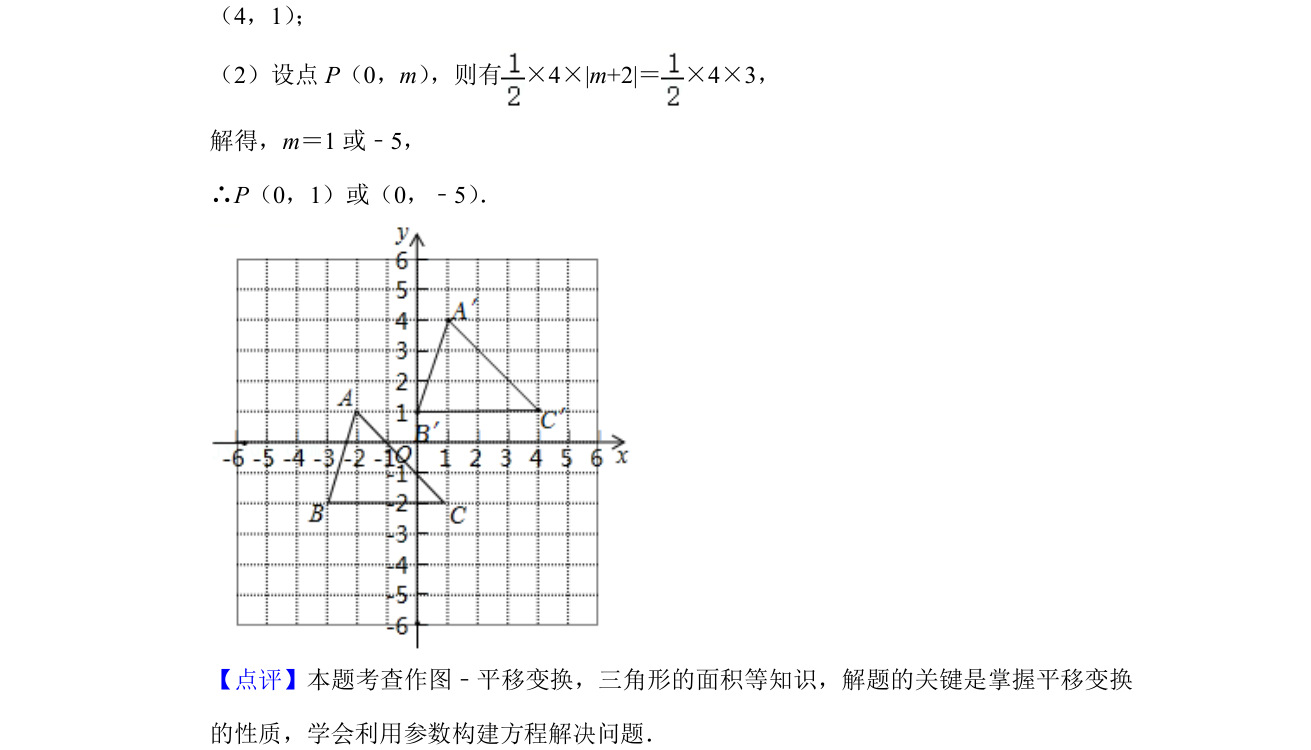 （4，1）；
（2）设点 P（0，m），则有1/2×4×|m+2|＝1/2×4×3，
解得，m＝1 或﹣5，
∴P（0，1）或（0，﹣5）．
y
6
5
A′
4
3
2
A
1
C′
B′
-6 -5 -4 -3 -2 -1 O 1 2 3 4 5 6 x
-1
-2
B C
-3
-4
-5
-6
【点评】本题考查作图﹣平移变换，三角形的面积等知识，解题的关键是掌握平移变换
的性质，学会利用参数构建方程解决问题．